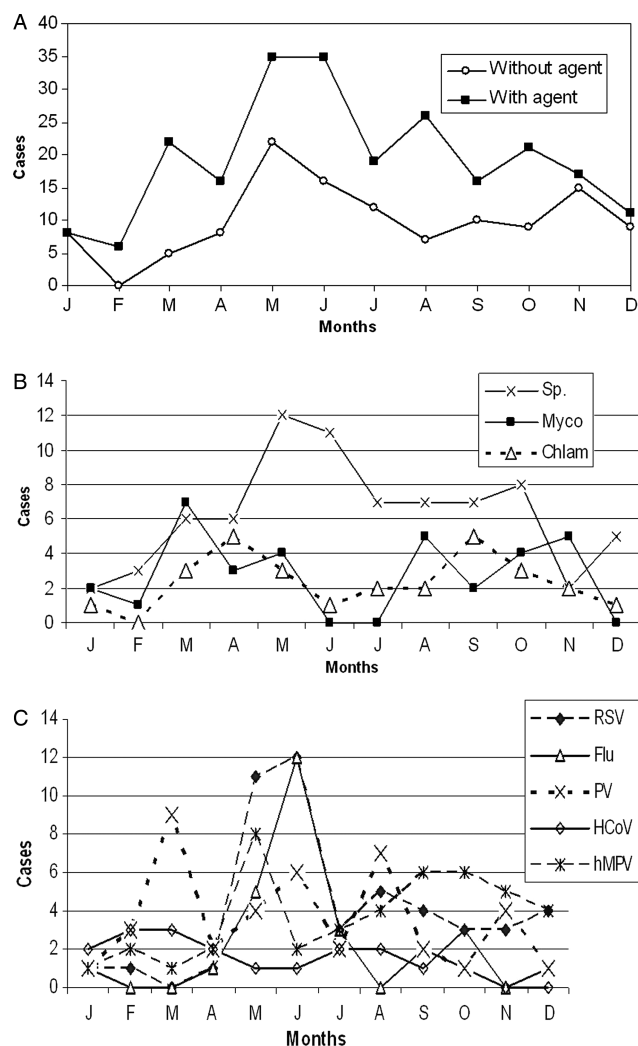 A
40
35
30
25
20
15
10
5
0
Cases
Without agent
With agent
J F M A M J J A S O N D
Months
B
14
12
10
8
6
4
2
0
Cases
Sp.
Myco
Chlam
J F M A M J J A S O N D
Months
C
14
12
10
8
6
4
2
0
Cases
RSV
Flu
PV
HCoV
hMPV
J F M A M J J A S O N D
Months